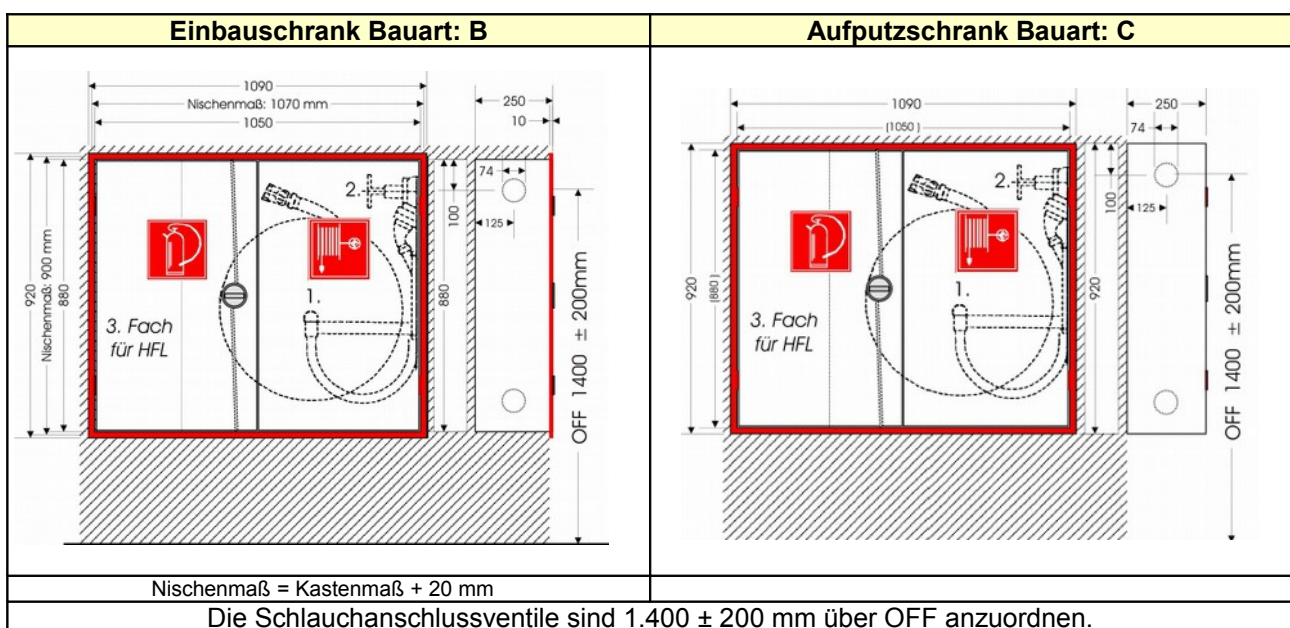 Einbauschrank Bauart: B
Aufputzschrank Bauart: C
1090
Nischenmaß: 1070 mm
1050
250
10
74
100
125
920
Nischenmaß: 900 mm
880
2.
1.
3. Fach
für HFL
880
OFF 1400 ± 200mm
1090
(1050 )
250
74
100
125
920
(880 )
2.
1.
3. Fach
für HFL
920
OFF 1400 ± 200mm
Nischenmaß = Kastenmaß + 20 mm
Die Schlauchanschlussventile sind 1.400 ± 200 mm über OFF anzuordnen.